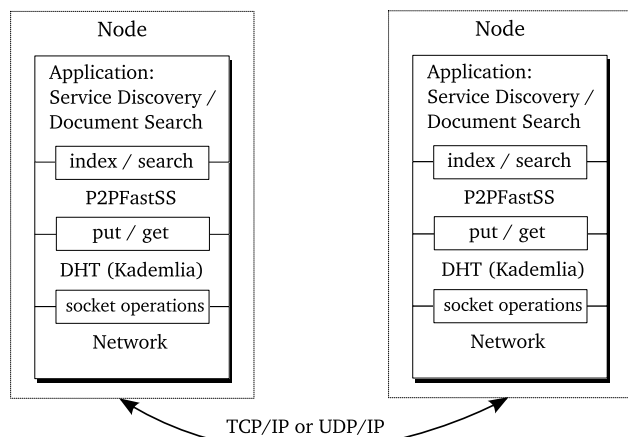 Node
Application:
Service Discovery /
Document Search
index / search
P2PFastSS
put / get
DHT (Kademlia)
socket operations
Network
Node
Application:
Service Discovery /
Document Search
index / search
P2PFastSS
put / get
DHT (Kademlia)
socket operations
Network
TCP/IP or UDP/IP